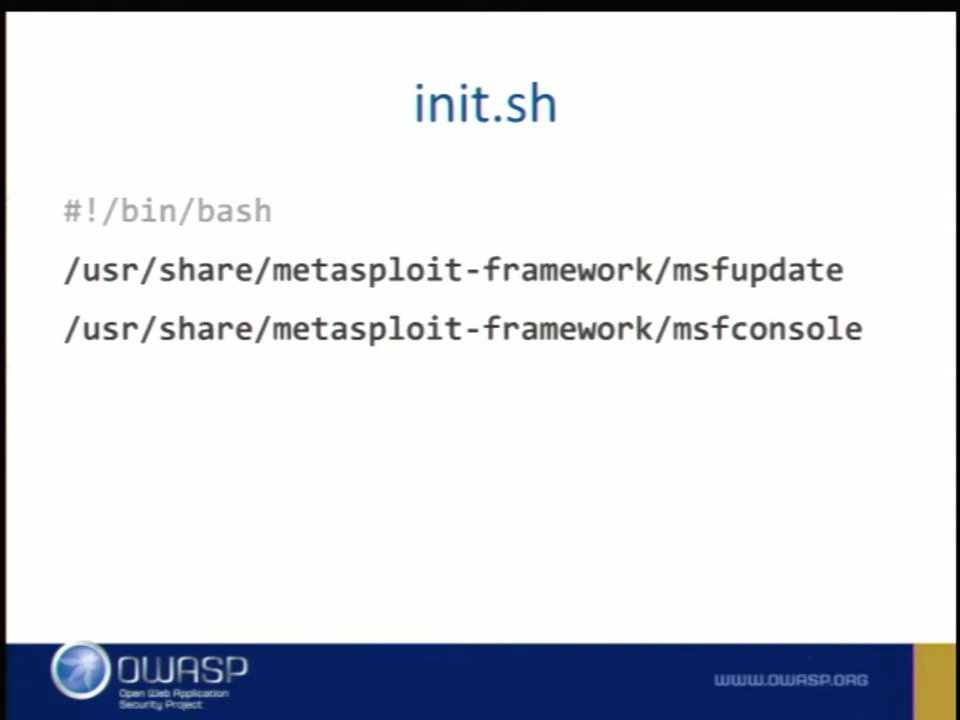 init.sh
#!/bin/bash
/usr/share/metasploit-framework/msfupdate
/usr/share/metasploit-framework/msfconsole
OWASP
Open Web Application
Security Project
WWW.OWASP.ORG